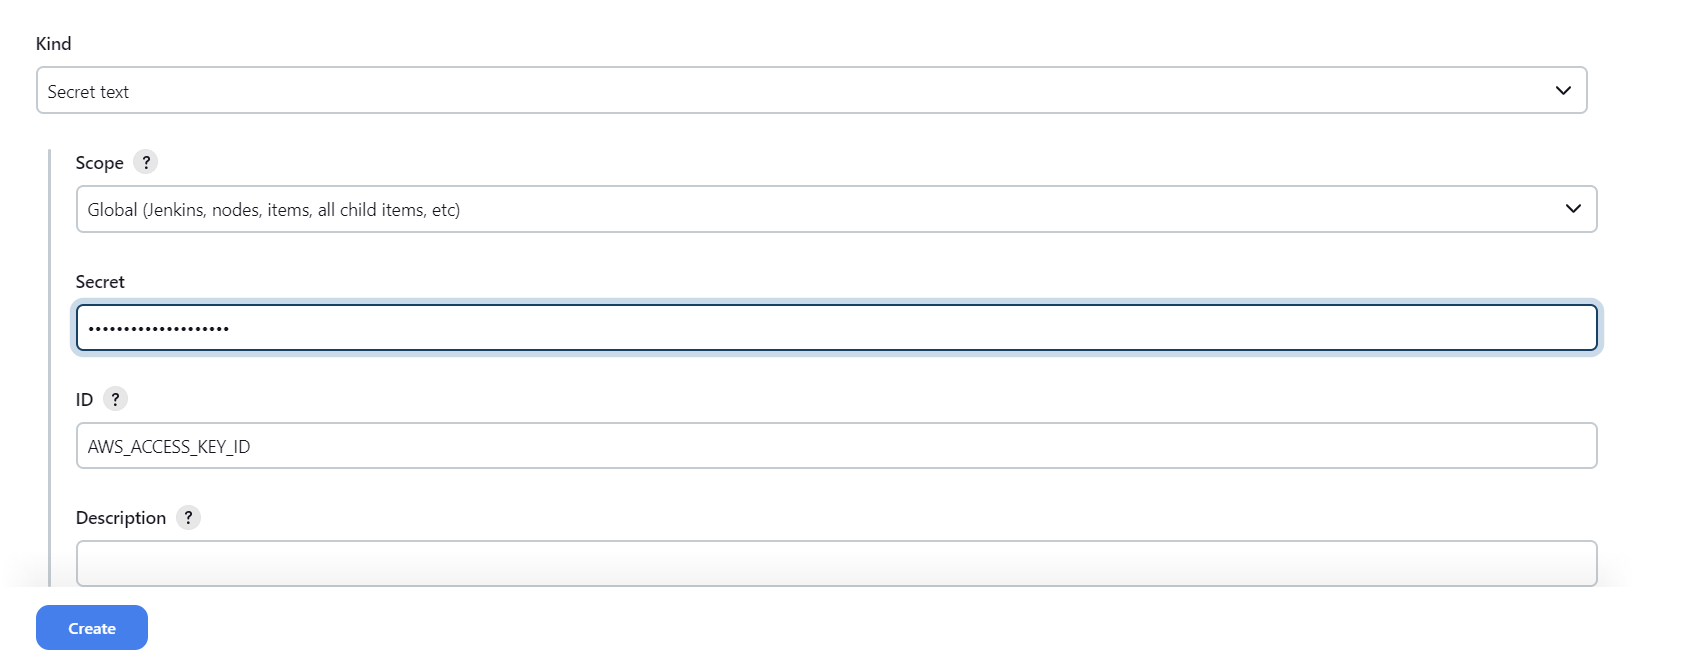 Kind
Secret text
Scope ?
Global (Jenkins, nodes, items, all child items, etc)
Secret
••••••••••••••••••••
ID ?
AWS_ACCESS_KEY_ID
Description ?
Create